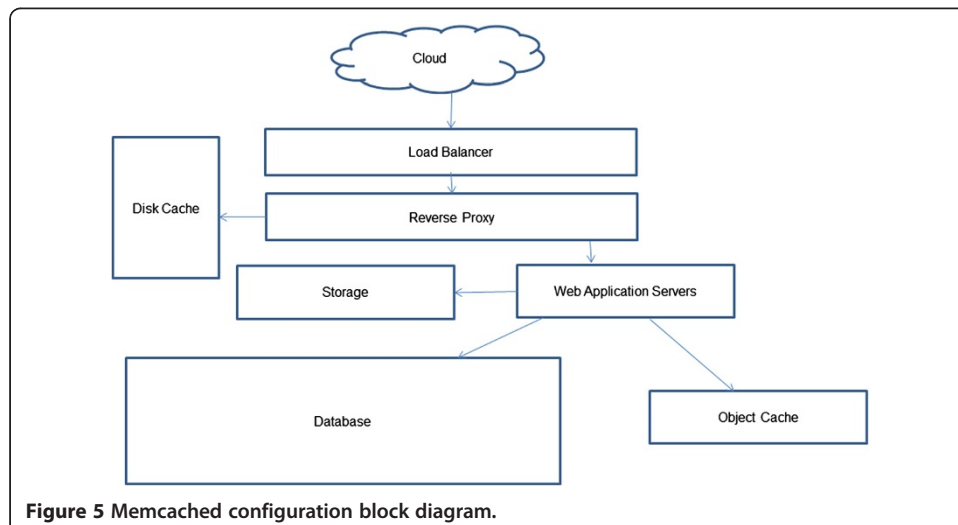 Cloud
Load Balancer
Disk Cache
Reverse Proxy
Storage
Web Application Servers
Database
Object Cache
Figure 5 Memcached configuration block diagram.